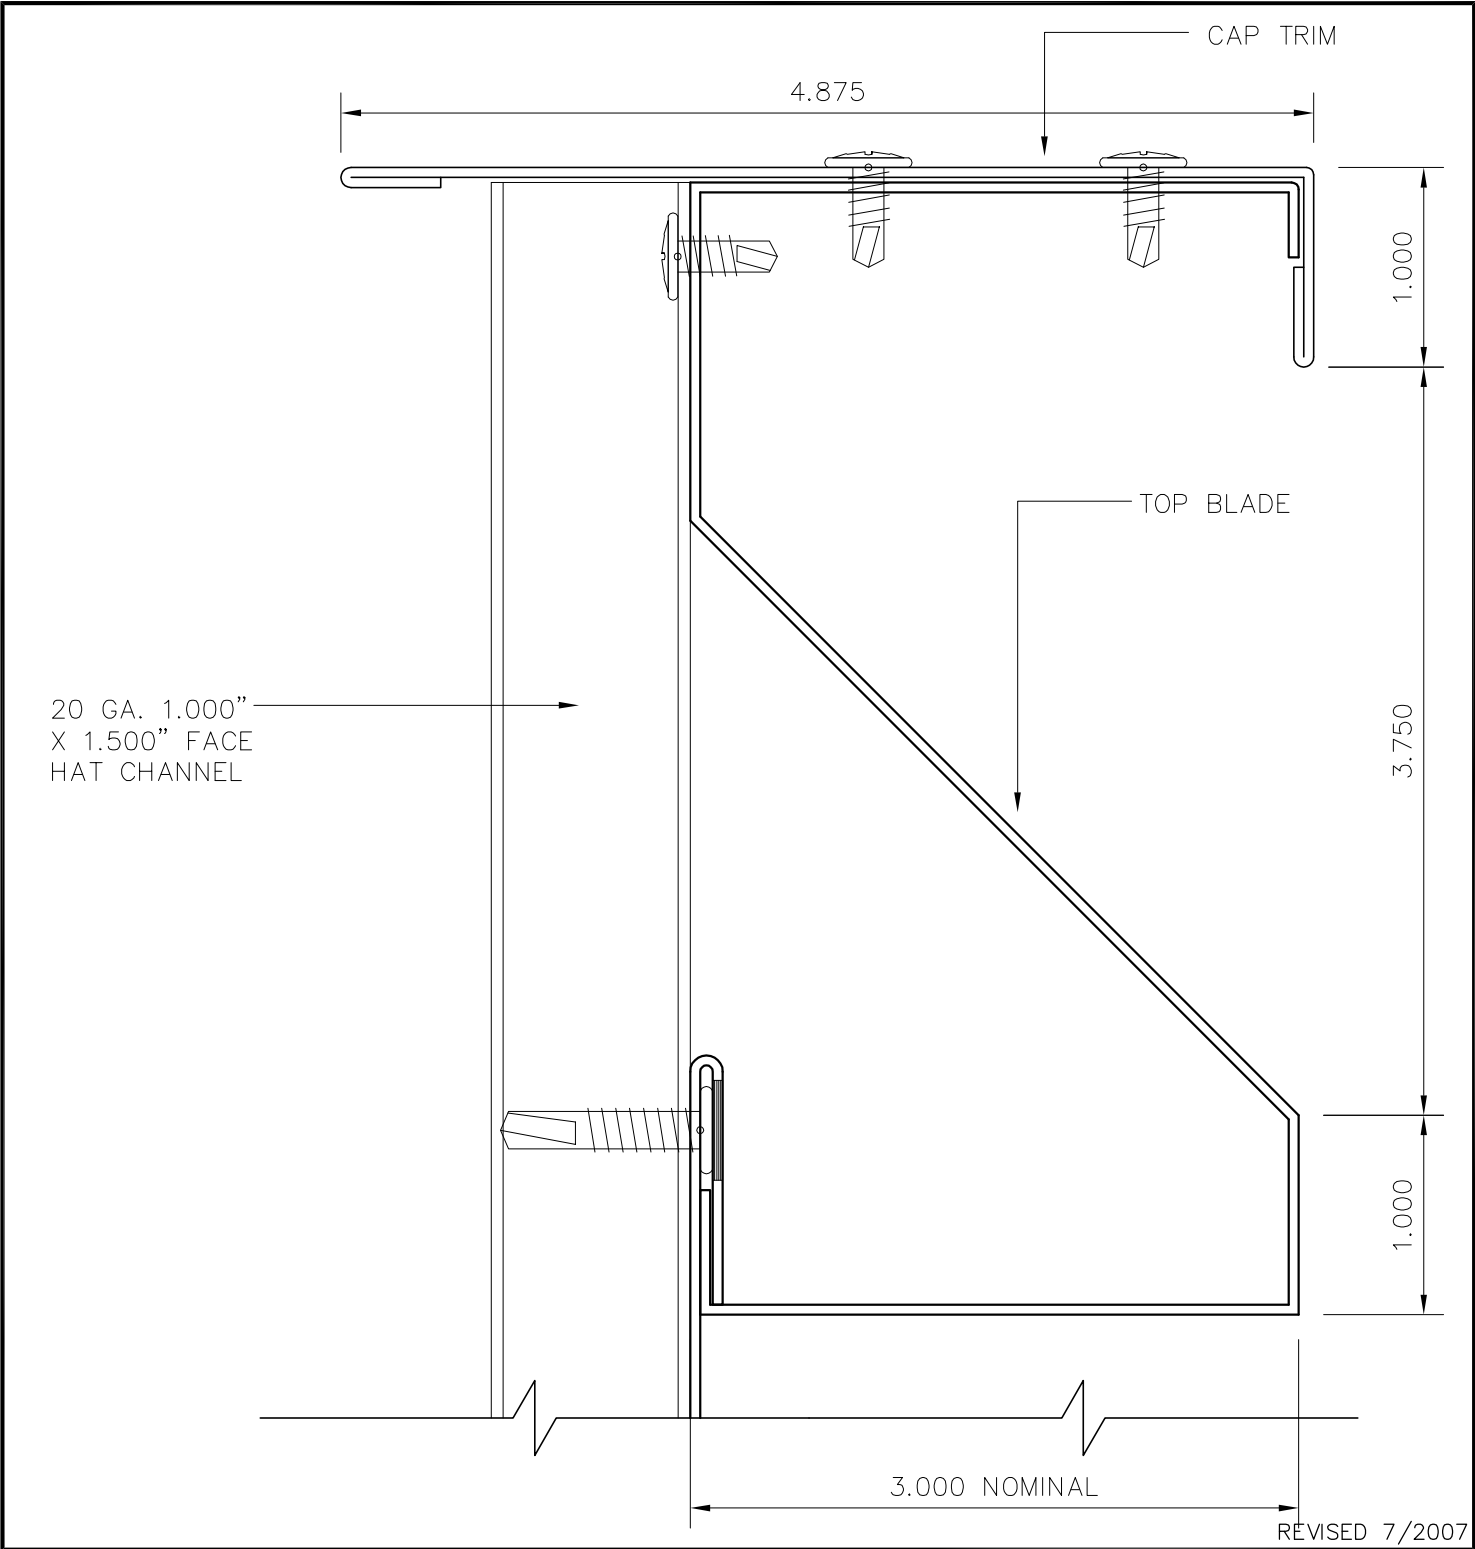 CAP TRIM
4.875
1.000
TOP BLADE
20 GA. 1.000"
X 1.500" FACE
HAT CHANNEL
3.750
1.000
3.000 NOMINAL
REVISED 7/2007